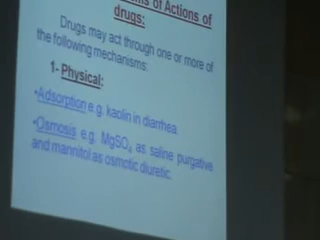 ms of Actions of
drugs:
Drugs may act through one or more of
the following mechanisms:
1- Physical:
•Adsorption e.g. kaolin in diarrhea.
•Osmosis e.g. MgSO₄ as saline purgative
and mannitol as osmotic diuretic.